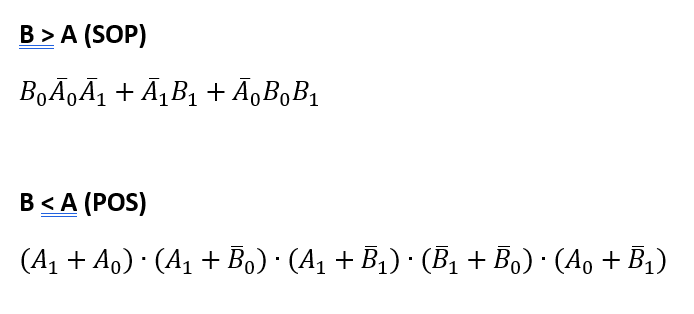 B > A (SOP)
B₀Ā₀Ā₁ + Ā₁B₁ + Ā₀B₀B₁
B < A (POS)
(A₁ + A₀) · (A₁ + B̄₀) · (A₁ + B̄₁) · (B̄₁ + B̄₀) · (A₀ + B̄₁)